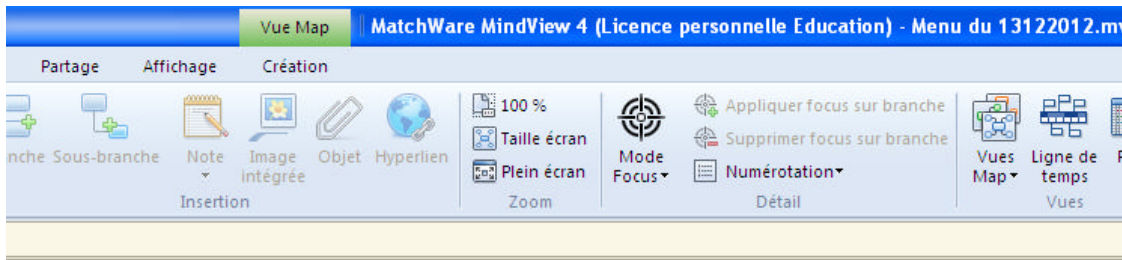 Vue Map MatchWare MindView 4 (Licence personnelle Education) - Menu du 13122012.mv
Partage Affichage Création
nche Sous-branche Note Image intégrée Objet Hyperlien
Insertion
100 %
Taille écran
Plein écran
Zoom
Mode Focus
Appliquer focus sur branche
Supprimer focus sur branche
Numérotation
Détail
Vues Map Ligne de temps
Vues